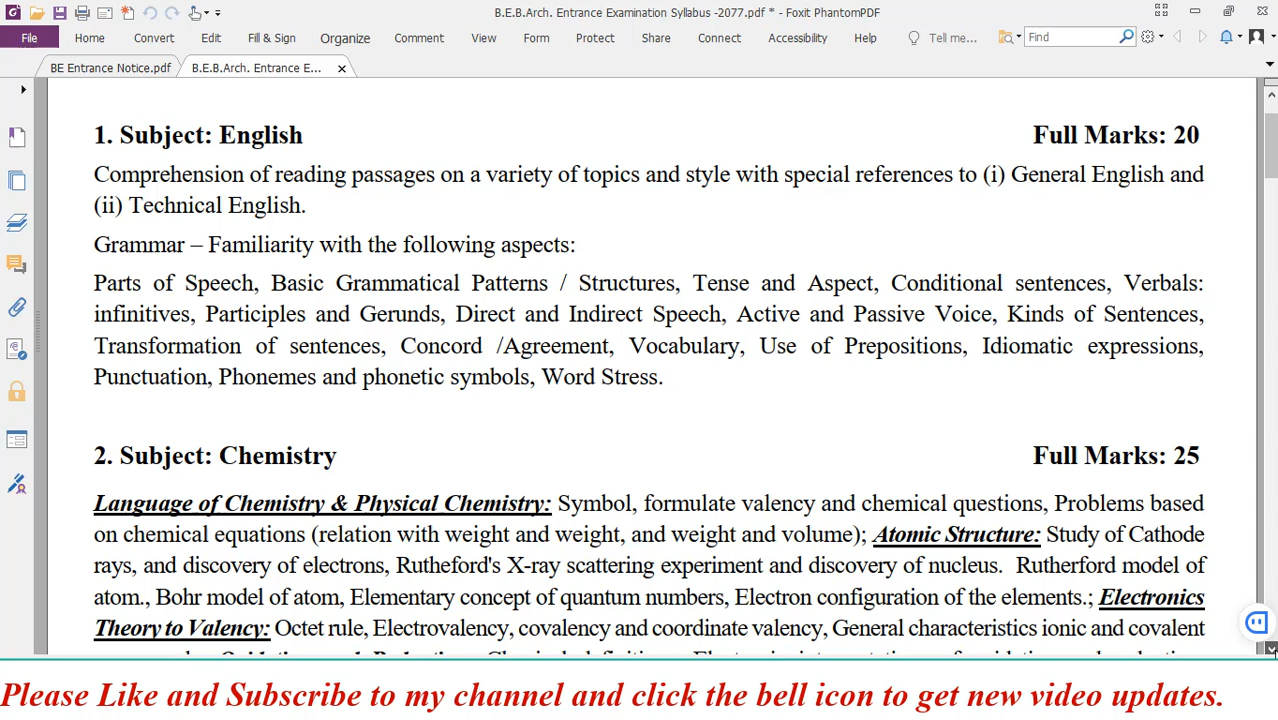 B.E.B.Arch. Entrance Examination Syllabus -2077.pdf * - Foxit PhantomPDF
File Home Convert Edit Fill & Sign Organize Comment View Form Protect Share Connect Accessibility Help Tell me... Find
BE Entrance Notice.pdf B.E.B.Arch. Entrance E...
1. Subject: English Full Marks: 20
Comprehension of reading passages on a variety of topics and style with special references to (i) General English and
(ii) Technical English.
Grammar – Familiarity with the following aspects:
Parts of Speech, Basic Grammatical Patterns / Structures, Tense and Aspect, Conditional sentences, Verbals:
infinitives, Participles and Gerunds, Direct and Indirect Speech, Active and Passive Voice, Kinds of Sentences,
Transformation of sentences, Concord /Agreement, Vocabulary, Use of Prepositions, Idiomatic expressions,
Punctuation, Phonemes and phonetic symbols, Word Stress.
2. Subject: Chemistry Full Marks: 25
Language of Chemistry & Physical Chemistry: Symbol, formulate valency and chemical questions, Problems based
on chemical equations (relation with weight and weight, and weight and volume); Atomic Structure: Study of Cathode
rays, and discovery of electrons, Rutheford's X-ray scattering experiment and discovery of nucleus. Rutherford model of
atom., Bohr model of atom, Elementary concept of quantum numbers, Electron configuration of the elements.; Electronics
Theory to Valency: Octet rule, Electrovalency, covalency and coordinate valency, General characteristics ionic and covalent
Please Like and Subscribe to my channel and click the bell icon to get new video updates.